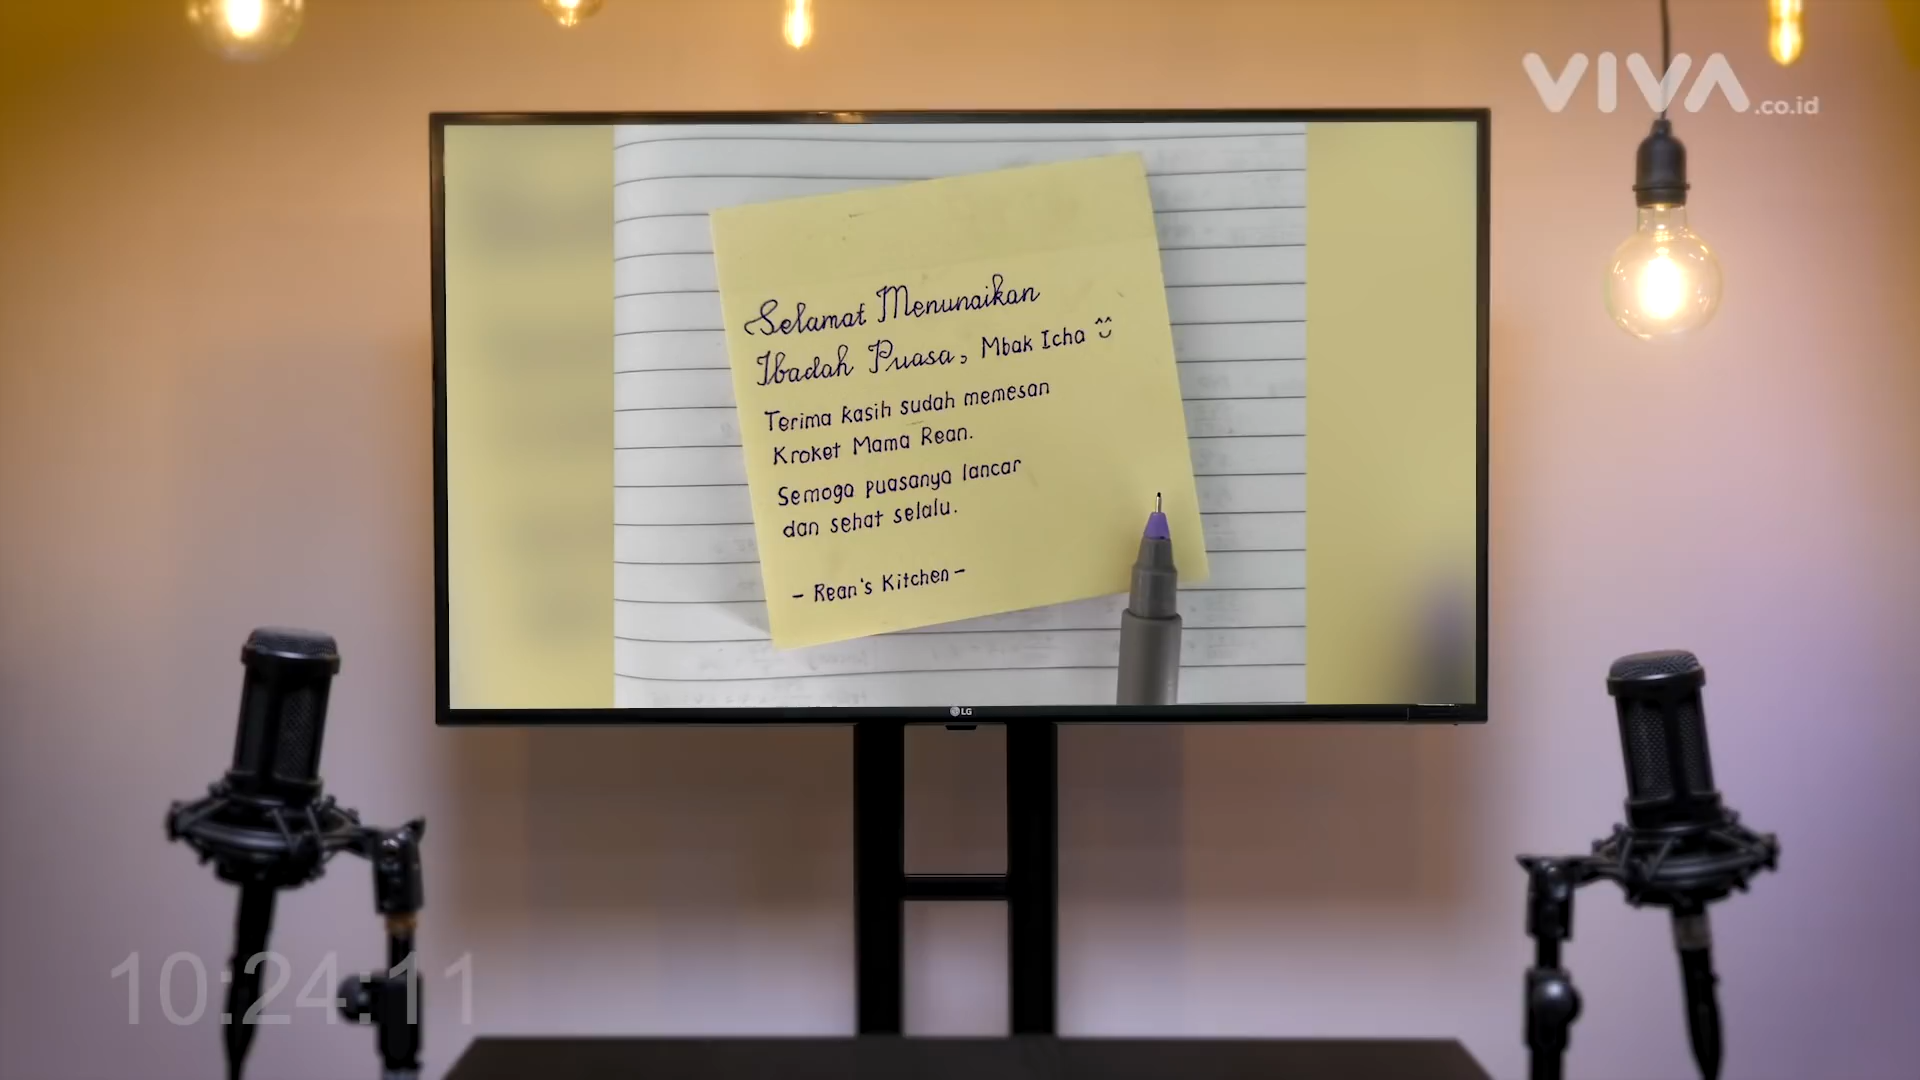 VIVA.co.id
Selamat Menunaikan
Ibadah Puasa, Mbak Icha
Terima kasih sudah memesan
Kroket Mama Rean.
Semoga puasanya lancar
dan sehat selalu.
- Rean's Kitchen -
LG
10:24:11